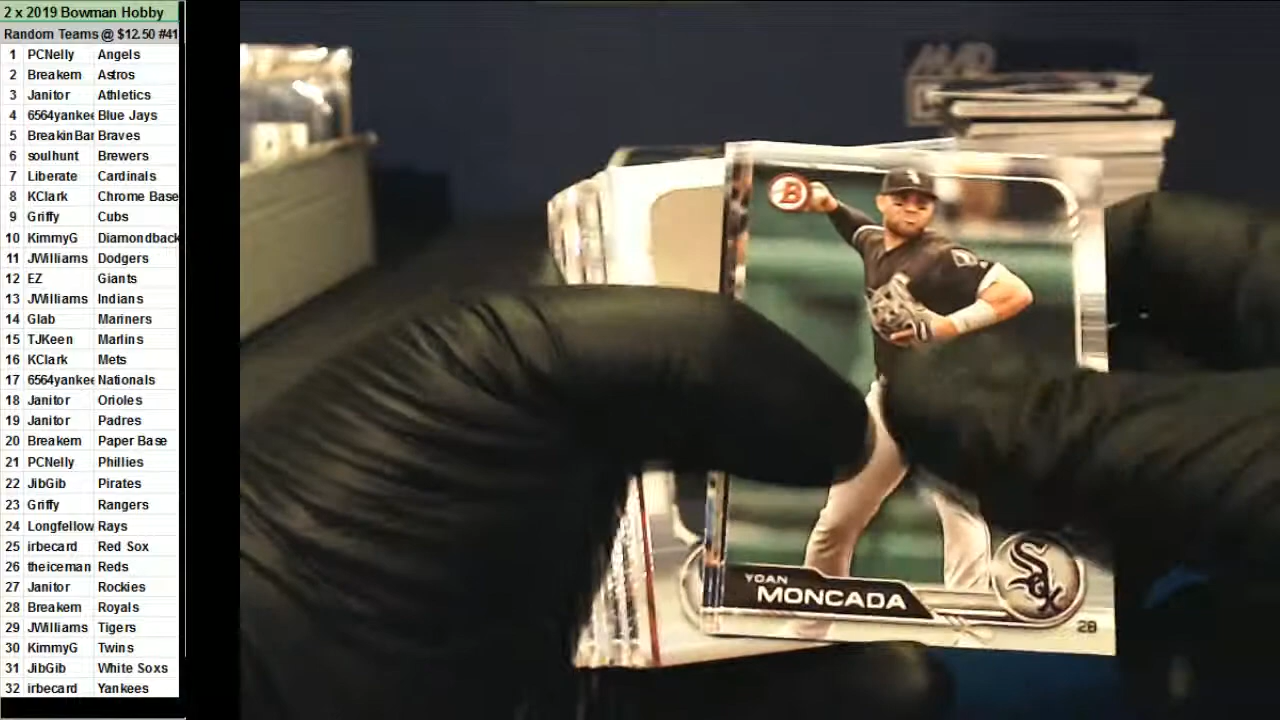 2 x 2019 Bowman Hobby
Random Teams @ $12.50 #41
1 PCNelly Angels
2 Breakem Astros
3 Janitor Athletics
4 6564yankee Blue Jays
5 BreakinBar Braves
6 soulhunt Brewers
7 Liberate Cardinals
8 KClark Chrome Base
9 Griffy Cubs
10 KimmyG Diamondback
11 JWilliams Dodgers
12 EZ Giants
13 JWilliams Indians
14 Glab Mariners
15 TJKeen Marlins
16 KClark Mets
17 6564yankee Nationals
18 Janitor Orioles
19 Janitor Padres
20 Breakem Paper Base
21 PCNelly Phillies
22 JibGib Pirates
23 Griffy Rangers
24 Longfellow Rays
25 irbecard Red Sox
26 theiceman Reds
27 Janitor Rockies
28 Breakem Royals
29 JWilliams Tigers
30 KimmyG Twins
31 JibGib White Soxs
32 irbecard Yankees
MAD
B
YOAN
MONCADA
Sox
28